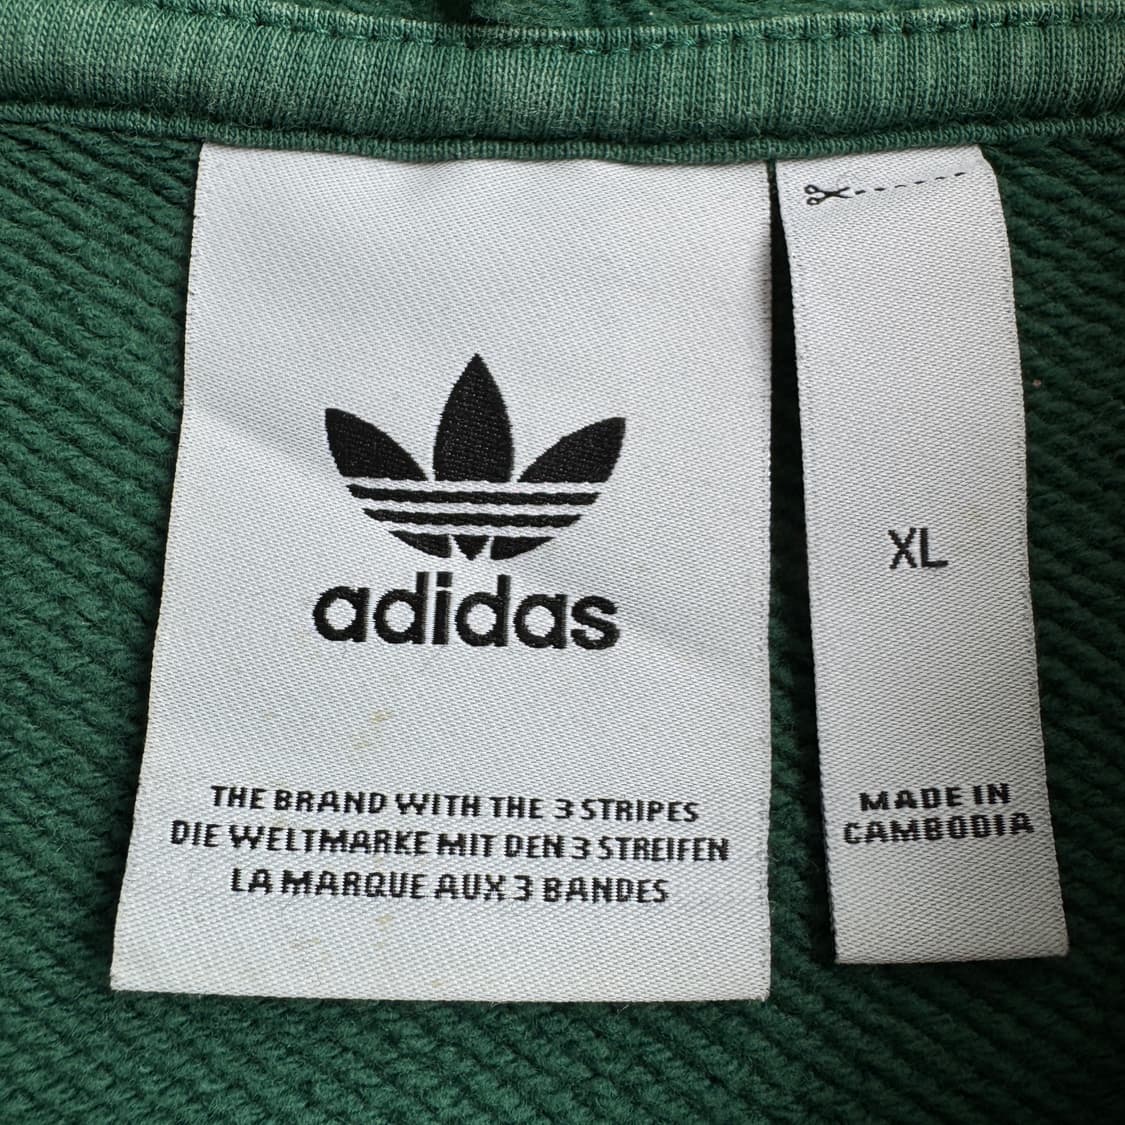 adidas
THE BRAND WITH THE 3 STRIPES
DIE WELTMARKE MIT DEN 3 STREIFEN
LA MARQUE AUX 3 BANDES
XL
MADE IN
CAMBODIA